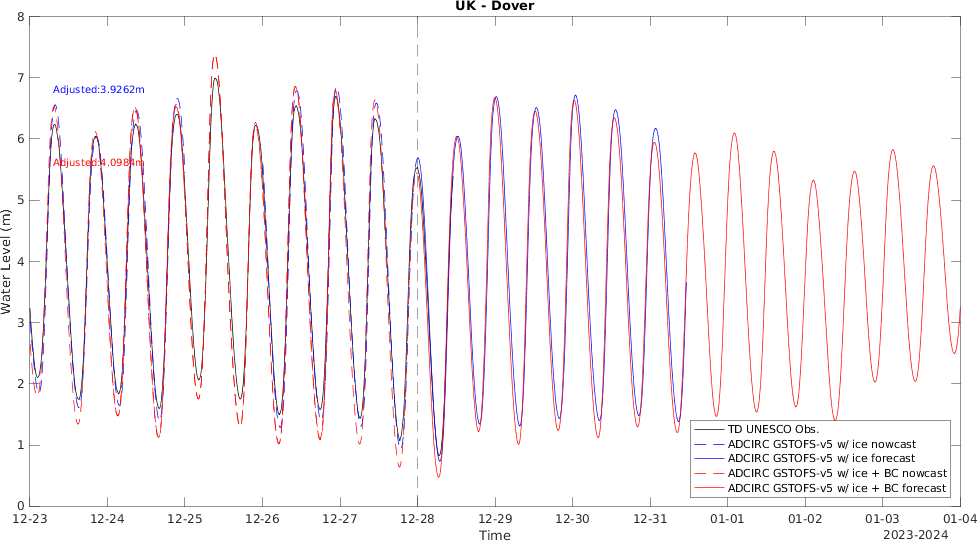 UK - Dover
8
7
6
5
4
3
2
1
0
Water Level (m)
Adjusted:3.9262m
Adjusted:4.0984m
TD UNESCO Obs.
ADCIRC GSTOFS-v5 w/ ice nowcast
ADCIRC GSTOFS-v5 w/ ice forecast
ADCIRC GSTOFS-v5 w/ ice + BC nowcast
ADCIRC GSTOFS-v5 w/ ice + BC forecast
12-23 12-24 12-25 12-26 12-27 12-28 12-29 12-30 12-31 01-01 01-02 01-03 01-04
Time
2023-2024